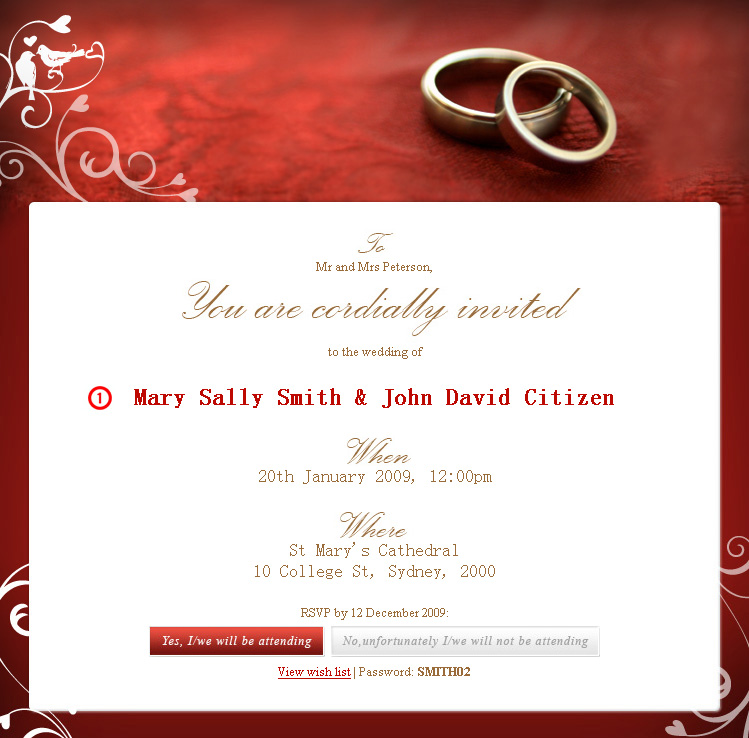 To
Mr and Mrs Peterson,
You are cordially invited
to the wedding of
1 Mary Sally Smith & John David Citizen
When
20th January 2009, 12:00pm
Where
St Mary's Cathedral
10 College St, Sydney, 2000
RSVP by 12 December 2009:
Yes, I/we will be attending No,unfortunately I/we will not be attending
View wish list | Password: SMITH02